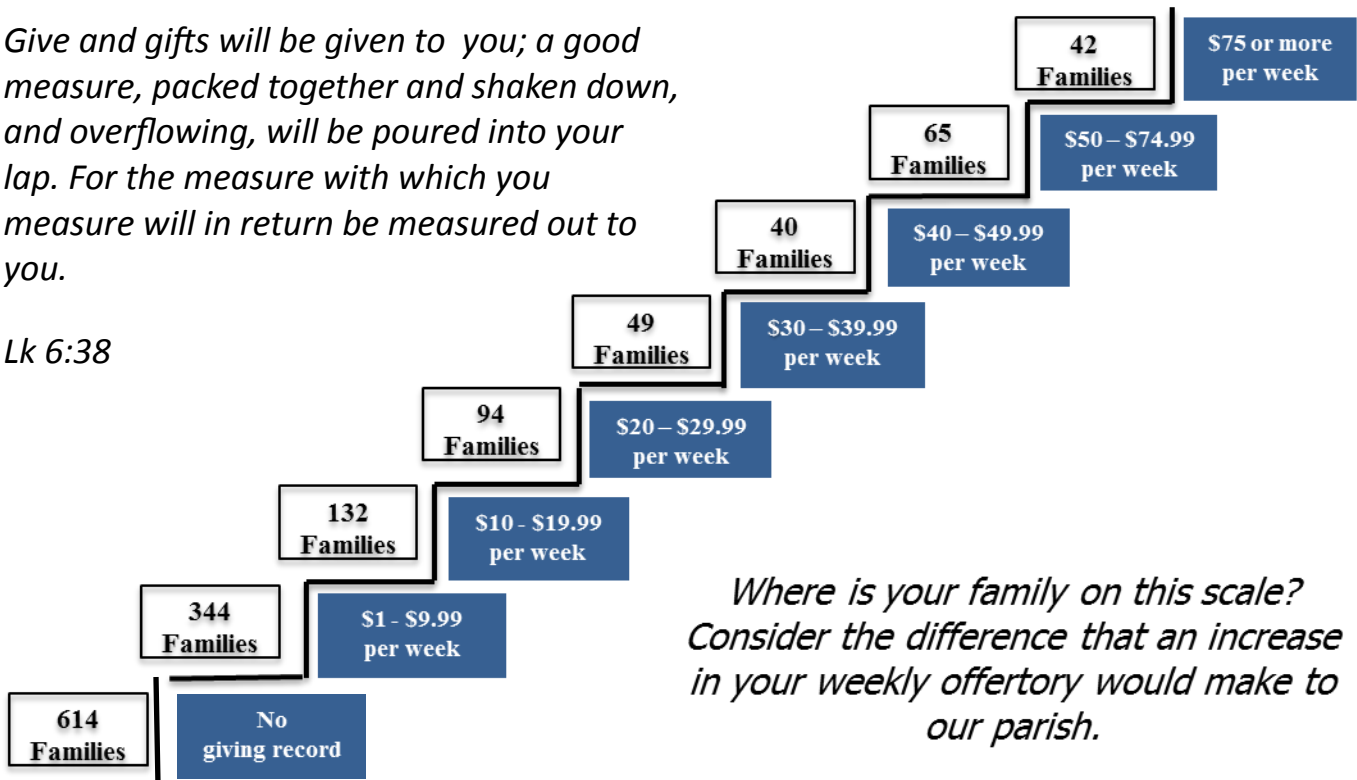 Give and gifts will be given to  you; a good
measure, packed together and shaken down,
and overflowing, will be poured into your
lap. For the measure with which you
measure will in return be measured out to
you.
Lk 6:38
42
Families
$75 or more
per week
65
Families
$50 – $74.99
per week
40
Families
$40 – $49.99
per week
49
Families
$30 – $39.99
per week
94
Families
$20 – $29.99
per week
132
Families
$10 - $19.99
per week
344
Families
$1 - $9.99
per week
614
Families
No
giving record
Where is your family on this scale?
Consider the difference that an increase
in your weekly offertory would make to
our parish.